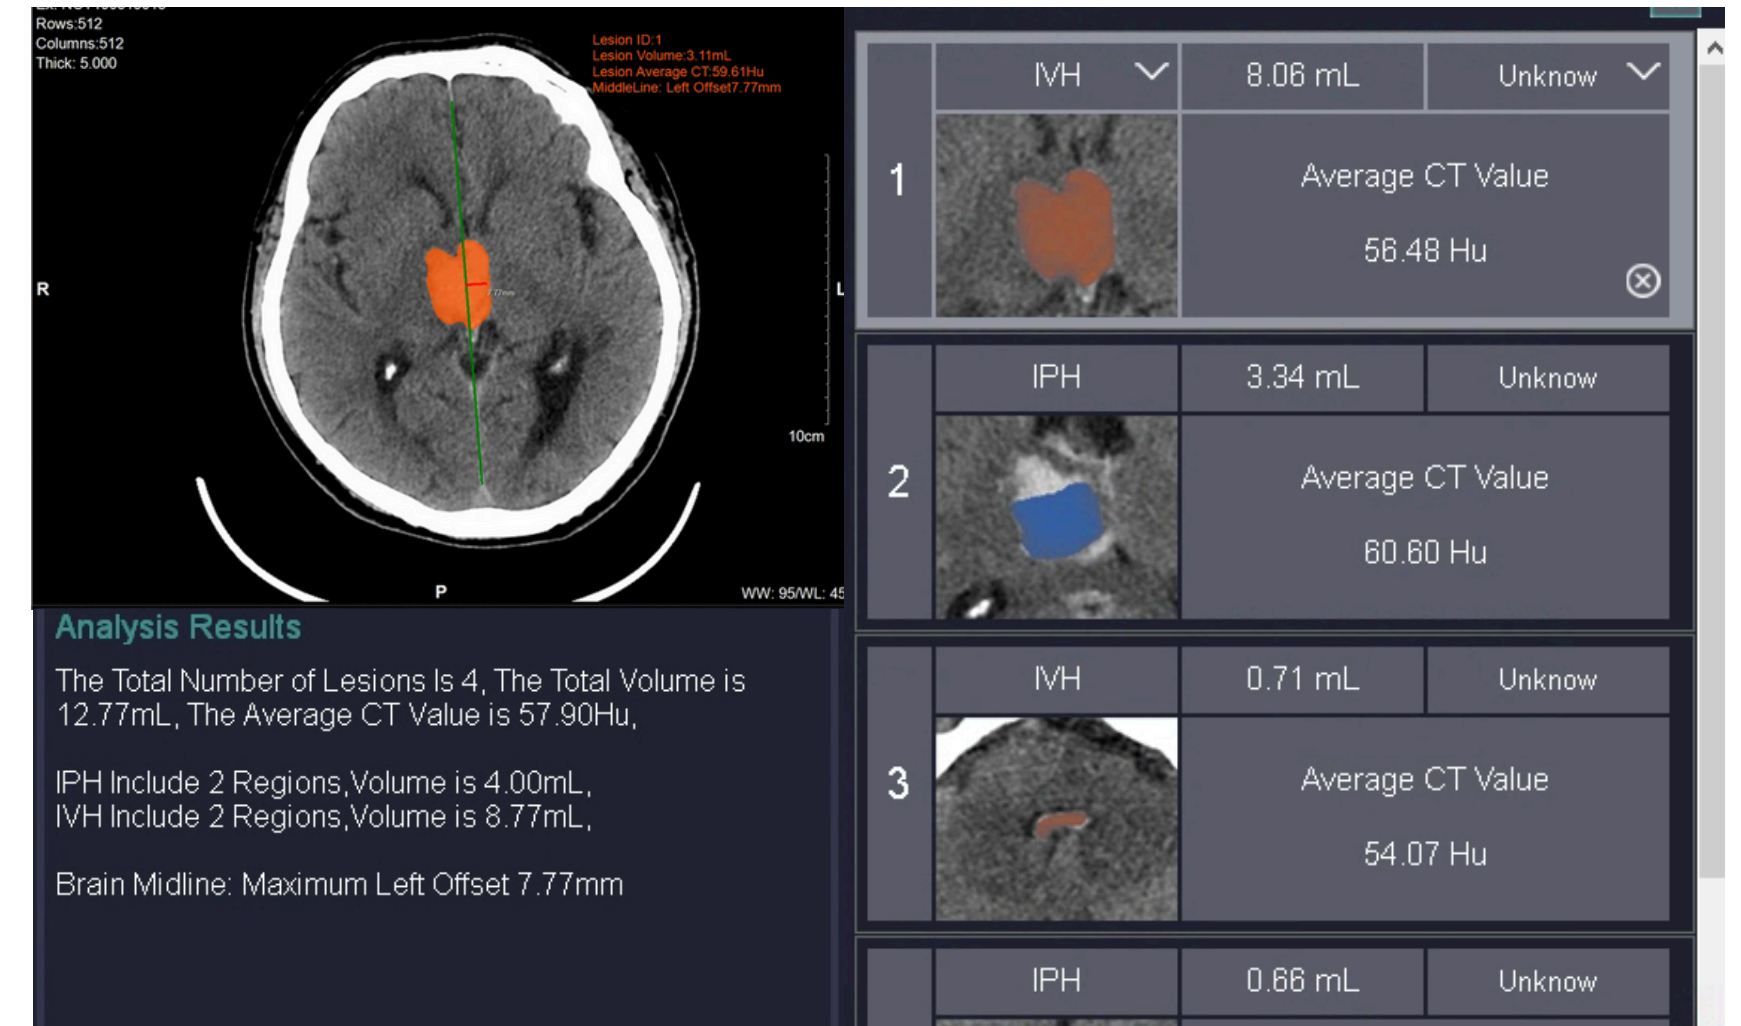 Rows:512
Columns:512
Thick: 5.000
Lesion ID:1
Lesion Volume:3.11mL
Lesion Average CT:59.61Hu
MiddleLine: Left Offset7.77mm
R
L
7.77mm
10cm
P
WW: 95/WL: 45
Analysis Results
The Total Number of Lesions Is 4, The Total Volume is
12.77mL, The Average CT Value is 57.90Hu,
IPH Include 2 Regions,Volume is 4.00mL,
IVH Include 2 Regions,Volume is 8.77mL,
Brain Midline: Maximum Left Offset 7.77mm
1
IVH
8.06 mL
Unknow
Average CT Value
56.48 Hu
2
IPH
3.34 mL
Unknow
Average CT Value
60.60 Hu
3
IVH
0.71 mL
Unknow
Average CT Value
54.07 Hu
IPH
0.66 mL
Unknow